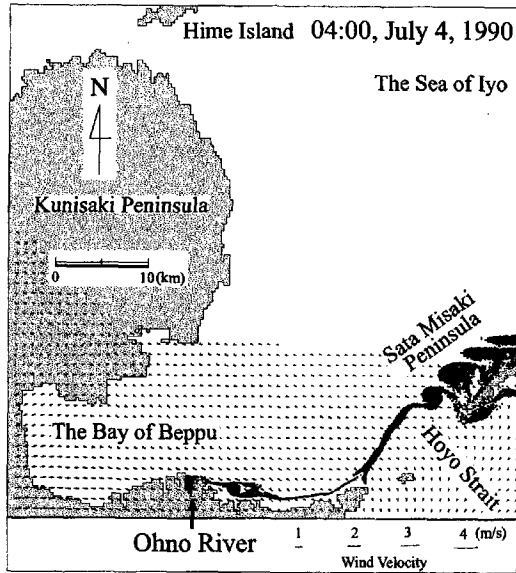 Hime Island 04:00, July 4, 1990
The Sea of Iyo
N
Kunisaki Peninsula
0 10(km)
Sata Misaki
Peninsula
The Bay of Beppu
Hoyo Strait
Ohno River
1 2 3 4 (m/s)
Wind Velocity